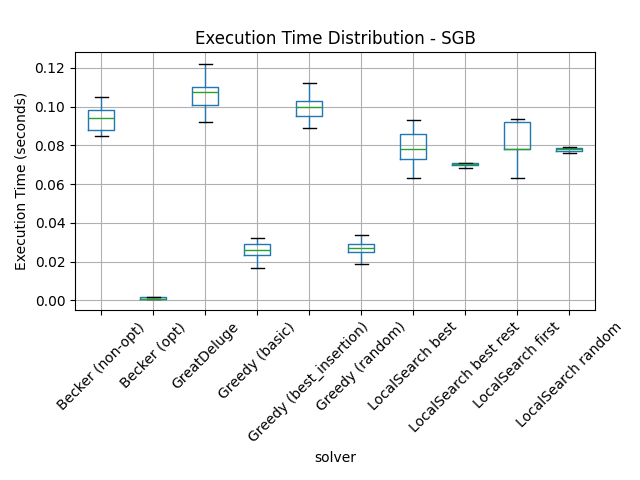 Execution Time Distribution - SGB
Execution Time (seconds)
0.12
0.10
0.08
0.06
0.04
0.02
0.00
Becker (non-opt)
Becker (opt)
GreatDeluge
Greedy (basic)
Greedy (best_insertion)
Greedy (random)
LocalSearch best
LocalSearch best rest
LocalSearch first
LocalSearch random
solver